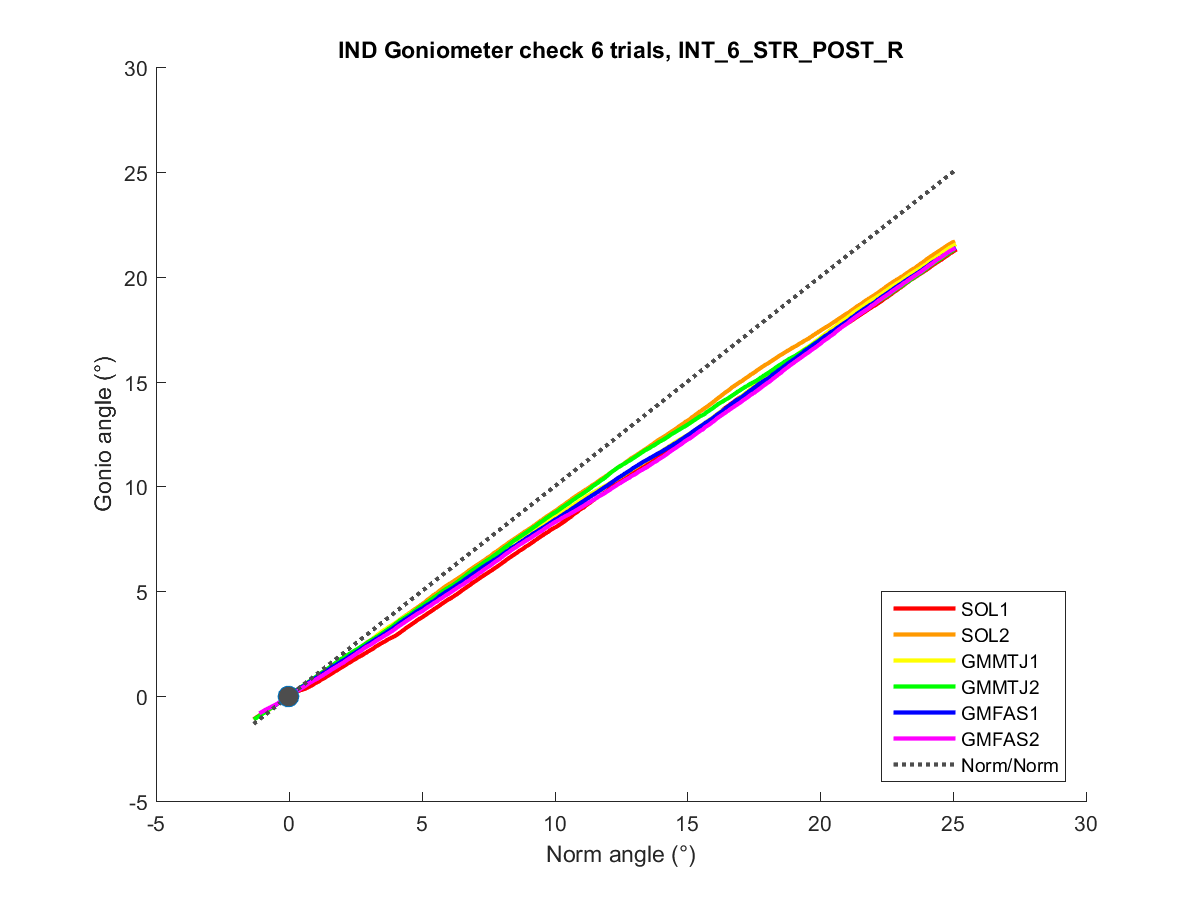 IND Goniometer check 6 trials, INT_6_STR_POST_R
30
25
20
15
10
5
0
-5
Gonio angle (°)
-5 0 5 10 15 20 25 30
Norm angle (°)
SOL1
SOL2
GMMTJ1
GMMTJ2
GMFAS1
GMFAS2
Norm/Norm